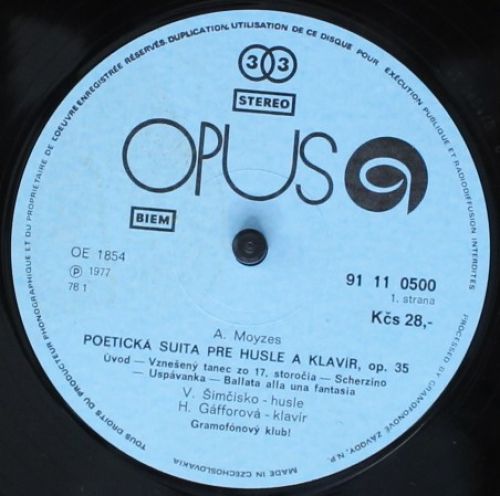 TOUS DROITS DU PRODUCTEUR PHONOGRAPHIQUE ET DU PROPRIETAIRE DE L'OEUVRE ENREGISTRÉE RÉSERVÉS. DUPLICATION, UTILISATION DE CE DISQUE POUR EXÉCUTION PUBLIQUE ET RADIODIFFUSION INTERDITES
33
STEREO
OPUS
BIEM
OE 1854
℗ 1977
78 1
91 11 0500
1. strana
Kčs 28,-
A. Moyzes
POETICKÁ SUITA PRE HUSLE A KLAVÍR, op. 35
Úvod — Vznešený tanec zo 17. storočia — Scherzino
— Uspávanka — Ballata alla una fantasia
V. Šimčisko - husle
H. Gáfforová - klavír
Gramofónový klub!
MADE IN CZECHOSLOVAKIA
PROCESSED BY GRAMOFONOVÉ ZÁVODY, N.P.